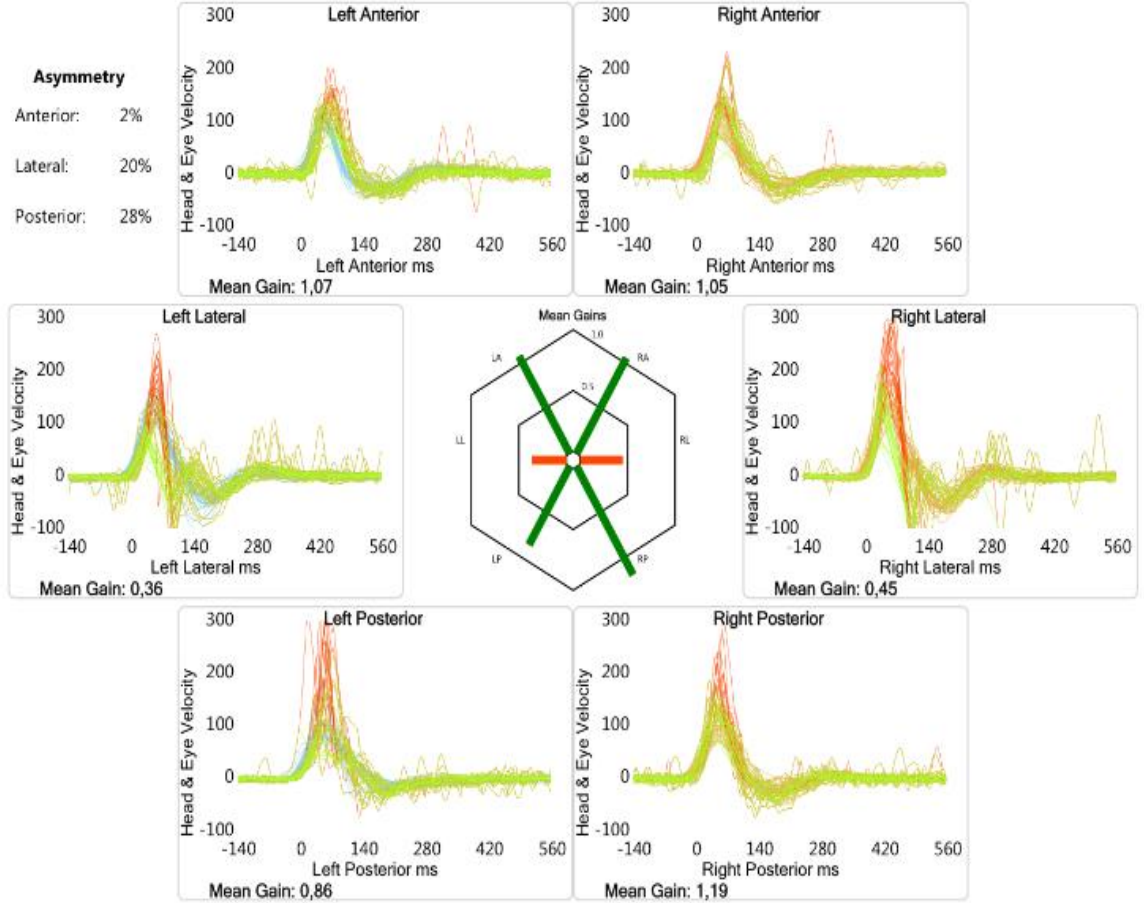 Asymmetry
Anterior: 2%
Lateral: 20%
Posterior: 28%
Left Anterior
Head & Eye Velocity
300
200
100
0
-100
-140 0 140 280 420 560
Left Anterior ms
Mean Gain: 1,07
Right Anterior
Head & Eye Velocity
300
200
100
0
-100
-140 0 140 280 420 560
Right Anterior ms
Mean Gain: 1,05
Left Lateral
Head & Eye Velocity
300
200
100
0
-100
-140 0 140 280 420 560
Left Lateral ms
Mean Gain: 0,36
Mean Gains
1.0
LA
RA
0.5
LL
RL
LP
RP
Right Lateral
Head & Eye Velocity
300
200
100
0
-100
-140 0 140 280 420 560
Right Lateral ms
Mean Gain: 0,45
Left Posterior
Head & Eye Velocity
300
200
100
0
-100
-140 0 140 280 420 560
Left Posterior ms
Mean Gain: 0,86
Right Posterior
Head & Eye Velocity
300
200
100
0
-100
-140 0 140 280 420 560
Right Posterior ms
Mean Gain: 1,19